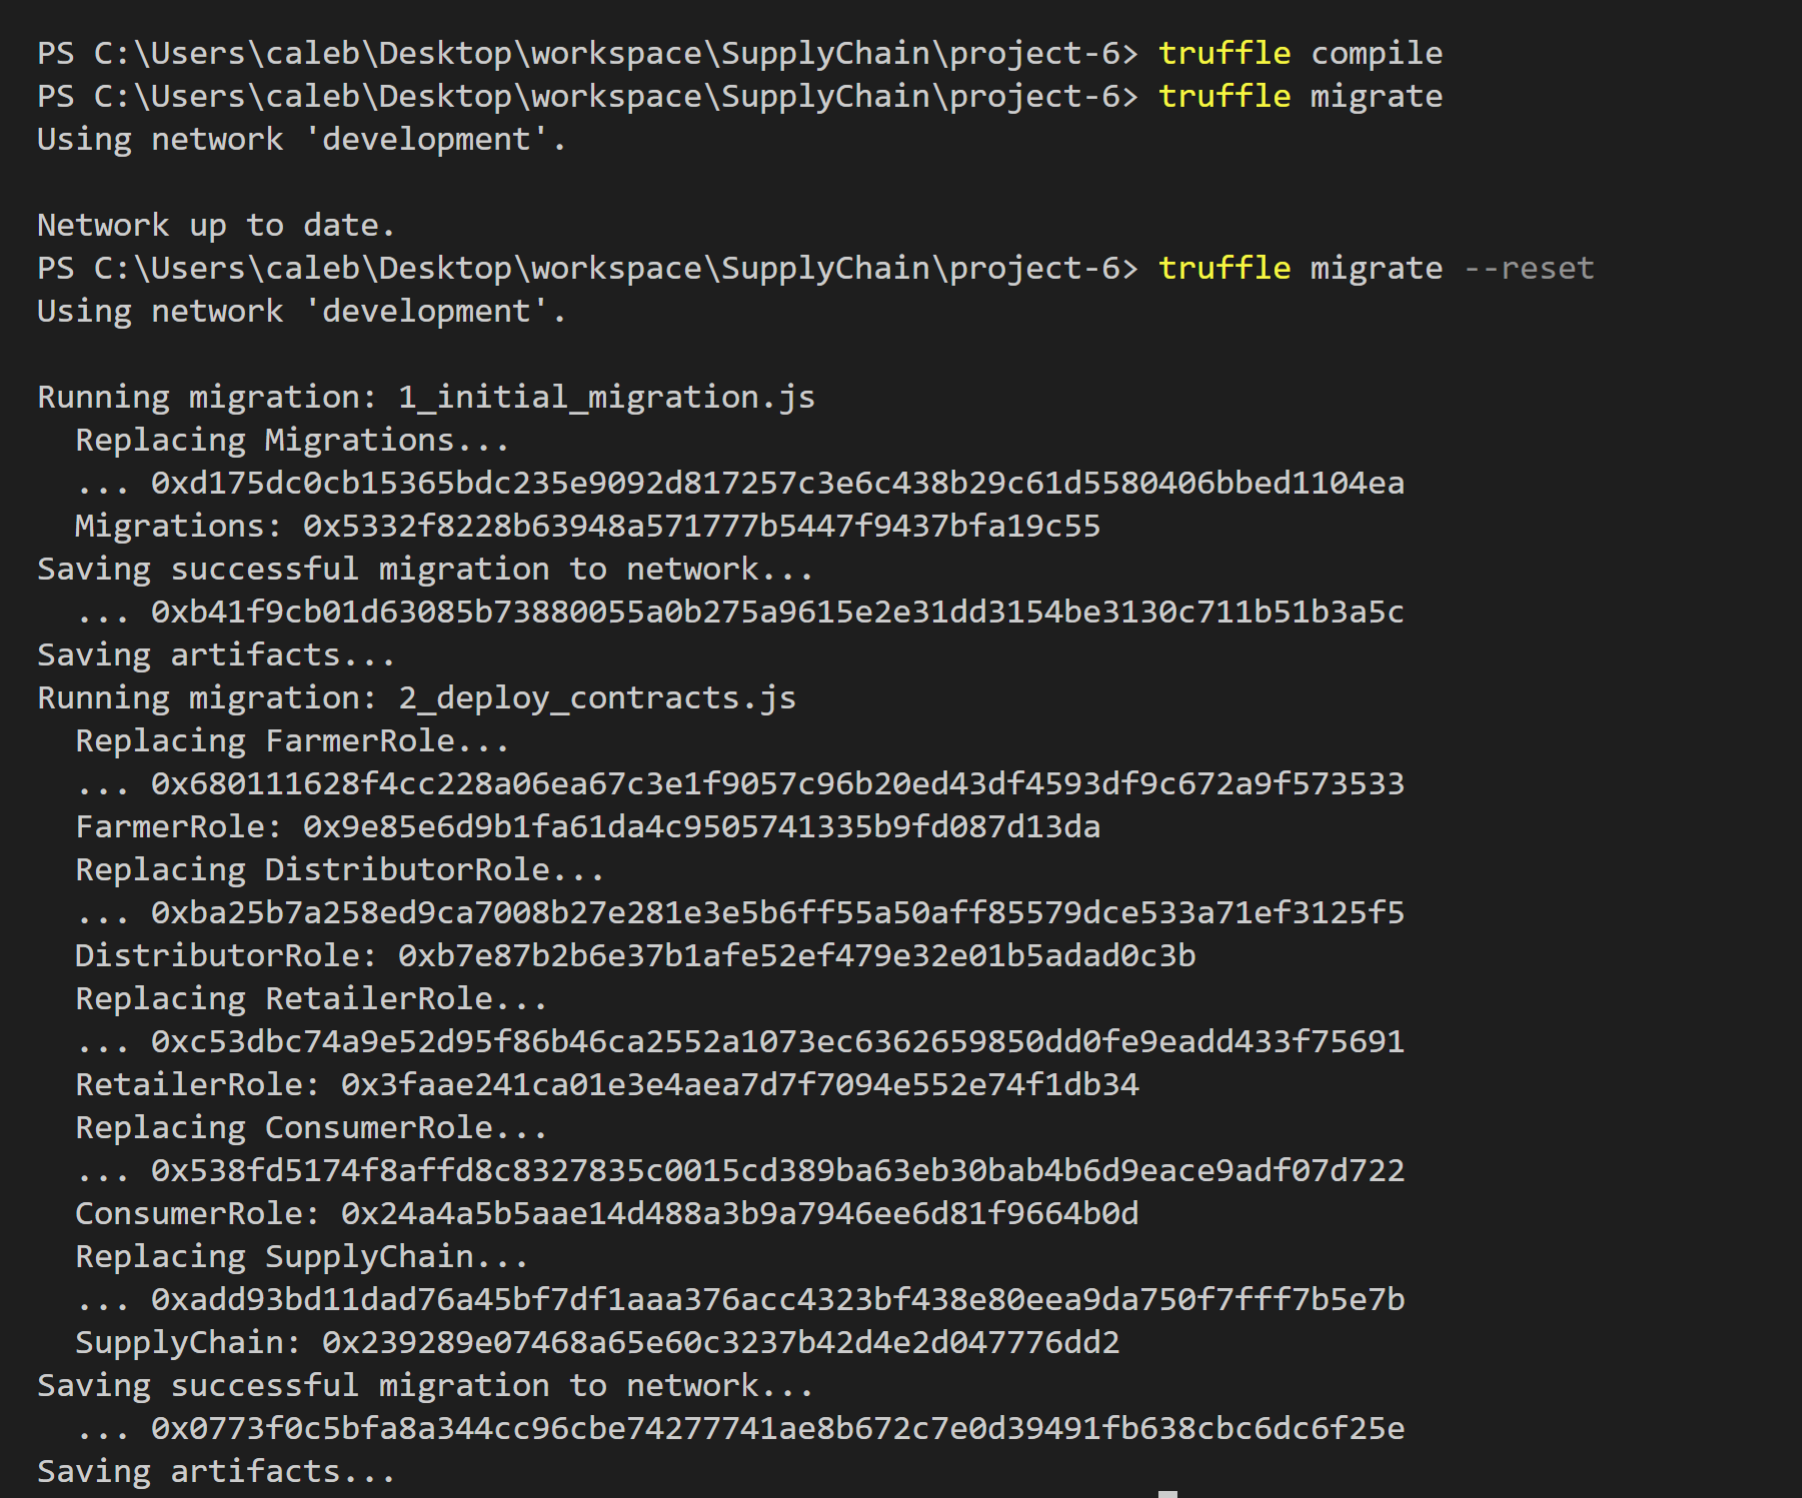 PS C:\Users\caleb\Desktop\workspace\SupplyChain\project-6> truffle compile
PS C:\Users\caleb\Desktop\workspace\SupplyChain\project-6> truffle migrate
Using network 'development'.
Network up to date.
PS C:\Users\caleb\Desktop\workspace\SupplyChain\project-6> truffle migrate --reset
Using network 'development'.
Running migration: 1_initial_migration.js
Replacing Migrations...
... 0xd175dc0cb15365bdc235e9092d817257c3e6c438b29c61d5580406bbed1104ea
Migrations: 0x5332f8228b63948a571777b5447f9437bfa19c55
Saving successful migration to network...
... 0xb41f9cb01d63085b73880055a0b275a9615e2e31dd3154be3130c711b51b3a5c
Saving artifacts...
Running migration: 2_deploy_contracts.js
Replacing FarmerRole...
... 0x680111628f4cc228a06ea67c3e1f9057c96b20ed43df4593df9c672a9f573533
FarmerRole: 0x9e85e6d9b1fa61da4c9505741335b9fd087d13da
Replacing DistributorRole...
... 0xba25b7a258ed9ca7008b27e281e3e5b6ff55a50aff85579dce533a71ef3125f5
DistributorRole: 0xb7e87b2b6e37b1afe52ef479e32e01b5adad0c3b
Replacing RetailerRole...
... 0xc53dbc74a9e52d95f86b46ca2552a1073ec6362659850dd0fe9eadd433f75691
RetailerRole: 0x3faae241ca01e3e4aea7d7f7094e552e74f1db34
Replacing ConsumerRole...
... 0x538fd5174f8affd8c8327835c0015cd389ba63eb30bab4b6d9eace9adf07d722
ConsumerRole: 0x24a4a5b5aae14d488a3b9a7946ee6d81f9664b0d
Replacing SupplyChain...
... 0xadd93bd11dad76a45bf7df1aaa376acc4323bf438e80eea9da750f7fff7b5e7b
SupplyChain: 0x239289e07468a65e60c3237b42d4e2d047776dd2
Saving successful migration to network...
... 0x0773f0c5bfa8a344cc96cbe74277741ae8b672c7e0d39491fb638cbc6dc6f25e
Saving artifacts...